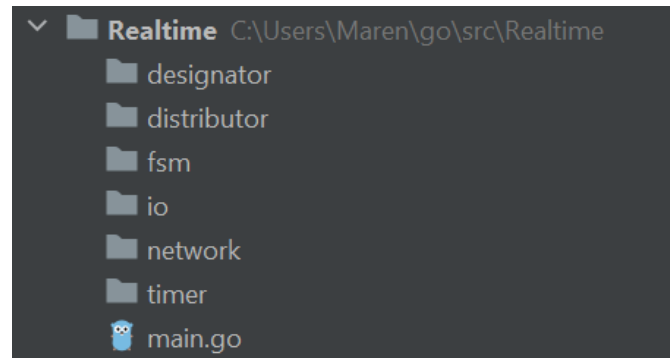 Realtime C:\Users\Maren\go\src\Realtime
designator
distributor
fsm
io
network
timer
main.go